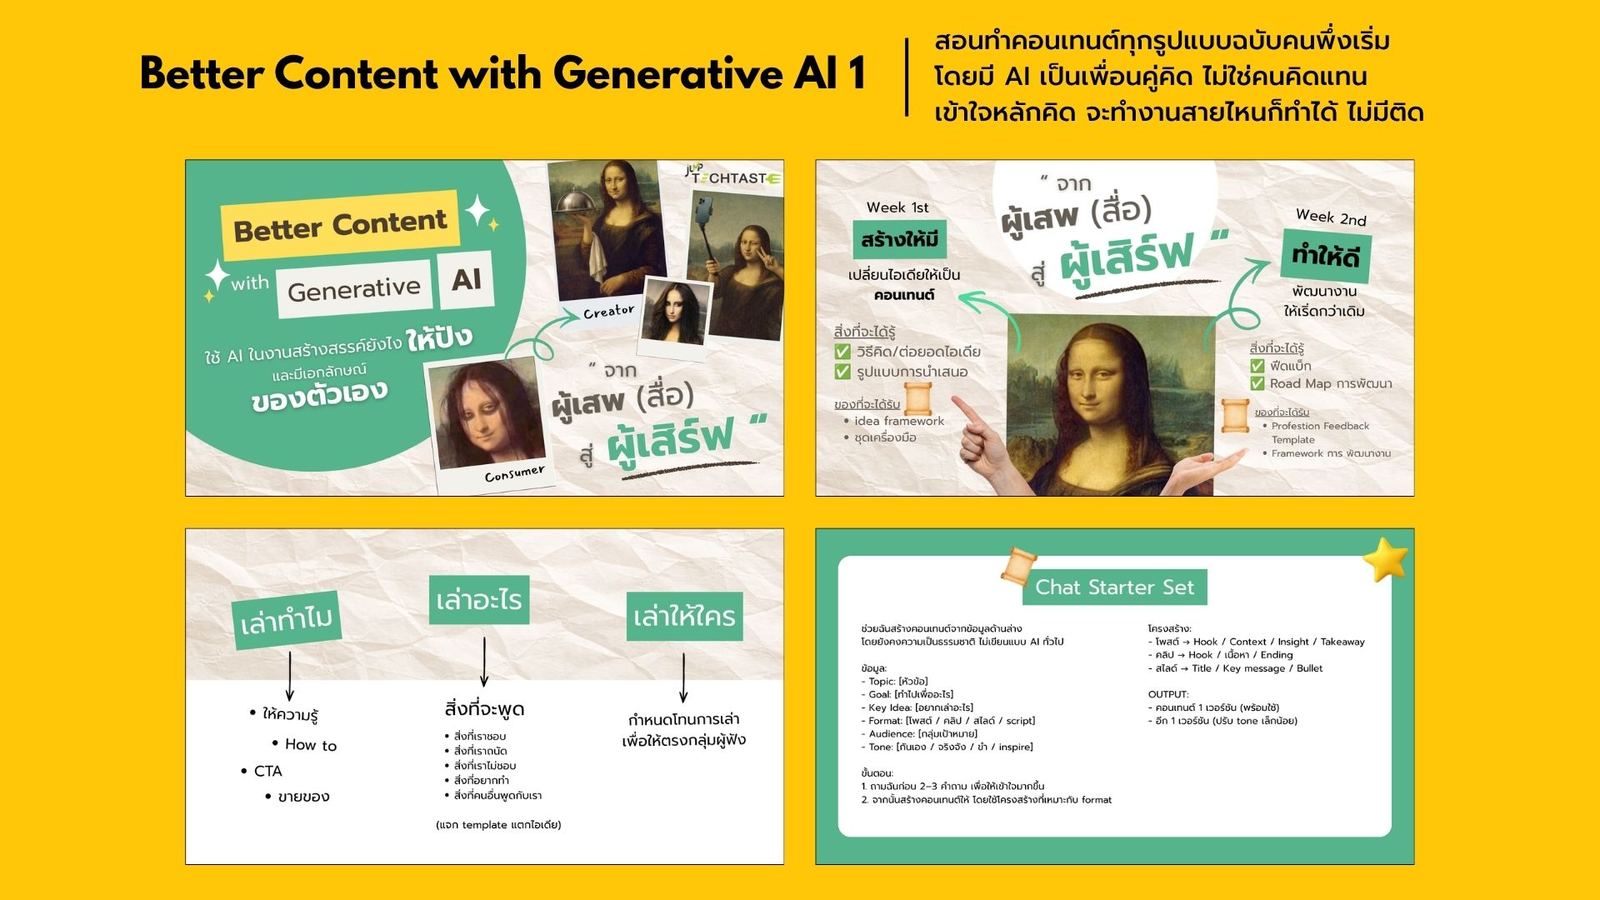 Better Content with Generative AI 1
สอนทำคอนเทนต์ทุกรูปแบบฉบับคนพึ่งเริ่ม
โดยมี AI เป็นเพื่อนคู่คิด ไม่ใช่คนคิดแทน
เข้าใจหลักคิด จะทำงานสายไหนก็ทำได้ ไม่มีติด
Better Content
with Generative AI
ใช้ AI ในงานสร้างสรรค์ยังไง ให้ปัง
และมีเอกลักษณ์
ของตัวเอง
jump
TECHTASTE
Creator
Consumer
“ จาก
ผู้เสพ (สื่อ)
สู่ ผู้เสิร์ฟ ”
Week 1st
สร้างให้มี
เปลี่ยนไอเดียให้เป็น
คอนเทนต์
สิ่งที่จะได้รู้
✅ วิธีคิด/ต่อยอดไอเดีย
✅ รูปแบบการนำเสนอ
ของที่จะได้รับ
• idea framework
• ชุดเครื่องมือ
“ จาก
ผู้เสพ (สื่อ)
สู่ ผู้เสิร์ฟ ”
Week 2nd
ทำให้ดี
พัฒนางาน
ให้เริ่ดกว่าเดิม
สิ่งที่จะได้รู้
✅ ฟีดแบ็ก
✅ Road Map การพัฒนา
ของที่จะได้รับ
• Profestion Feedback
Template
• Framework การ พัฒนางาน
เล่าทำไม
• ให้ความรู้
• How to
• CTA
• ขายของ
เล่าอะไร
สิ่งที่จะพูด
• สิ่งที่เราชอบ
• สิ่งที่เราถนัด
• สิ่งที่เราไม่ชอบ
• สิ่งที่อยากทำ
• สิ่งที่คนอื่นพูดกับเรา
(แจก template แตกไอเดีย)
เล่าให้ใคร
กำหนดโทนการเล่า
เพื่อให้ตรงกลุ่มผู้ฟัง
Chat Starter Set
ช่วยฉันสร้างคอนเทนต์จากข้อมูลด้านล่าง
โดยยังคงความเป็นธรรมชาติ ไม่เขียนแบบ AI ทั่วไป
ข้อมูล:
- Topic: [หัวข้อ]
- Goal: [ทำไปเพื่ออะไร]
- Key Idea: [อยากเล่าอะไร]
- Format: [โพสต์ / คลิป / สไลด์ / script]
- Audience: [กลุ่มเป้าหมาย]
- Tone: [กันเอง / จริงจัง / ขำ / inspire]
ขั้นตอน:
1. ถามฉันก่อน 2–3 คำถาม เพื่อให้เข้าใจมากขึ้น
2. จากนั้นสร้างคอนเทนต์ให้ โดยใช้โครงสร้างที่เหมาะกับ format
โครงสร้าง:
- โพสต์ → Hook / Context / Insight / Takeaway
- คลิป → Hook / เนื้อหา / Ending
- สไลด์ → Title / Key message / Bullet
OUTPUT:
- คอนเทนต์ 1 เวอร์ชัน (พร้อมใช้)
- อีก 1 เวอร์ชัน (ปรับ tone เล็กน้อย)